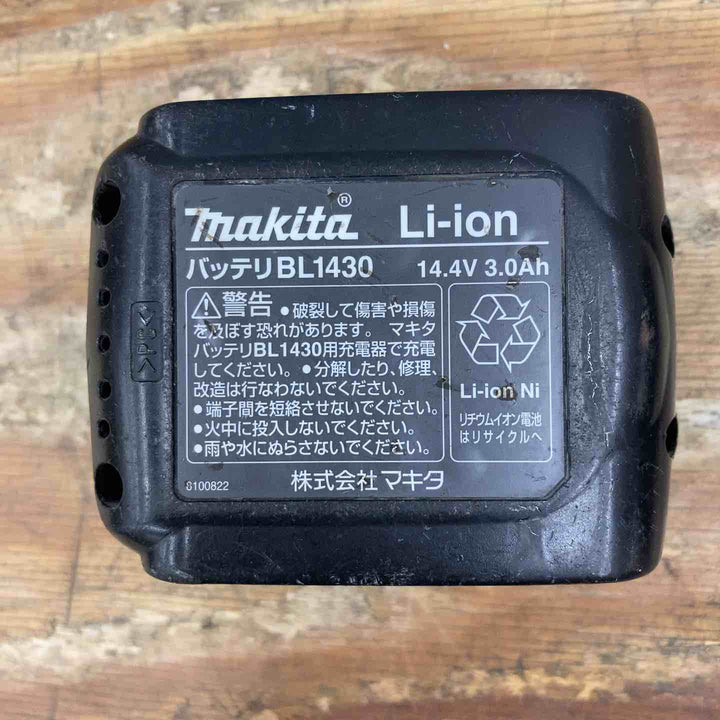 makita® Li-ion
バッテリBL1430 14.4V 3.0Ah
警告 ●破裂して傷害や損傷
を及ぼす恐れがあります。 マキタ
バッテリBL1430用充電器で充電
してください。●分解したり、修理、
改造は行なわないでください。
●端子間を短絡させないでください。
●火中に投入しないでください。
●雨や水にぬらさないでください。
Li-ion Ni
リチウムイオン電池
はリサイクルへ
8100822
株式会社マキタ